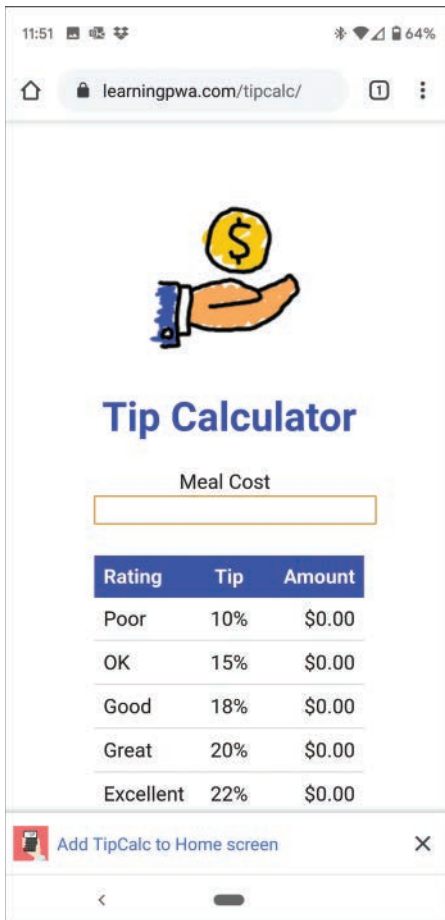 11:51 64%
learningpwa.com/tipcalc/ 1
$
Tip Calculator
Meal Cost
Rating Tip Amount
Poor 10% $0.00
OK 15% $0.00
Good 18% $0.00
Great 20% $0.00
Excellent 22% $0.00
Add TipCalc to Home screen